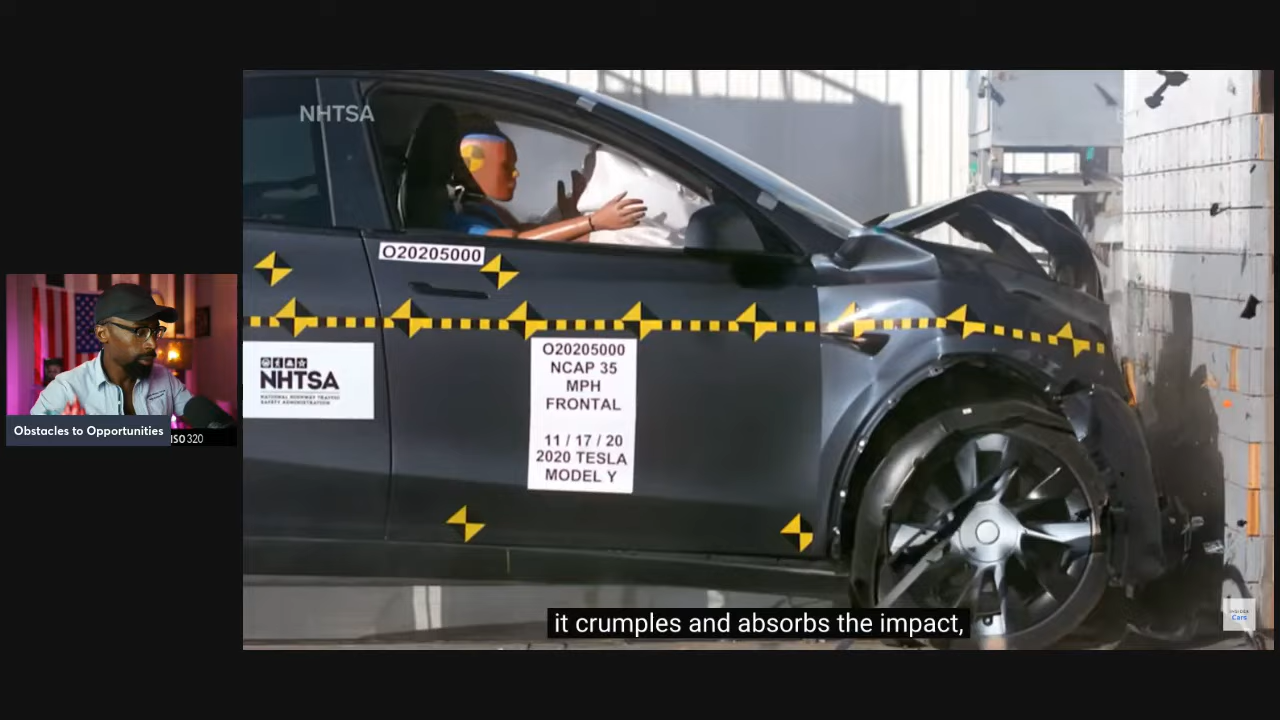 NHTSA
O20205000
NHTSA
NATIONAL HIGHWAY TRAFFIC
SAFETY ADMINISTRATION
O20205000
NCAP 35
MPH
FRONTAL
11 / 17 / 20
2020 TESLA
MODEL Y
Obstacles to Opportunities
ISO 320
it crumples and absorbs the impact,
Cars